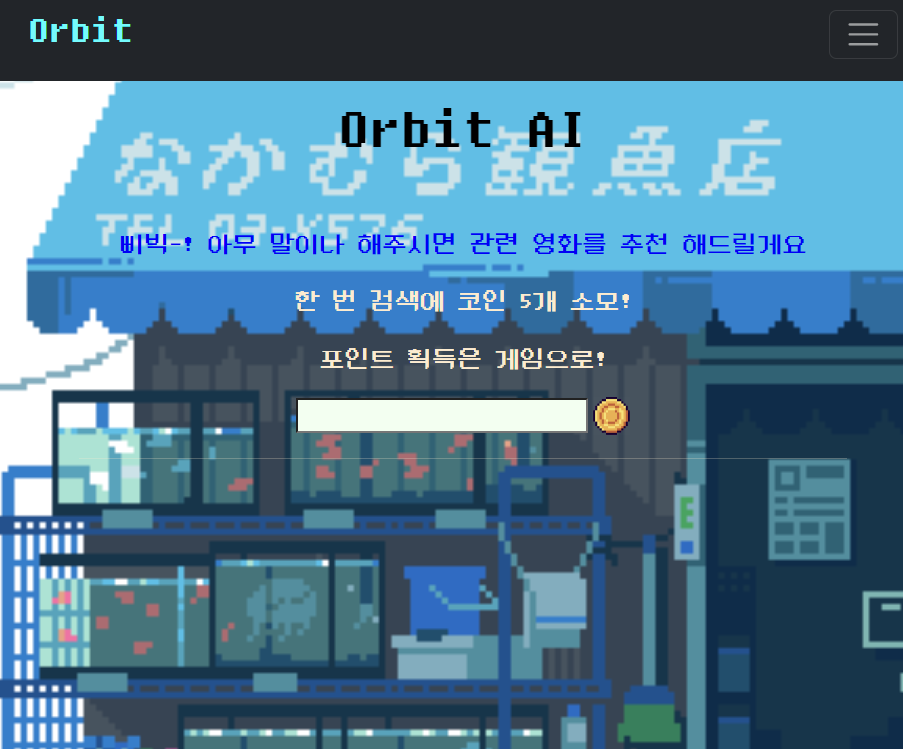 Orbit
Orbit AI
なかむら観魚店
삐빅-! 아무 말이나 해주시면 관련 영화를 추천 해드릴게요
한 번 검색에 코인 5개 소모!
포인트 획득은 게임으로!